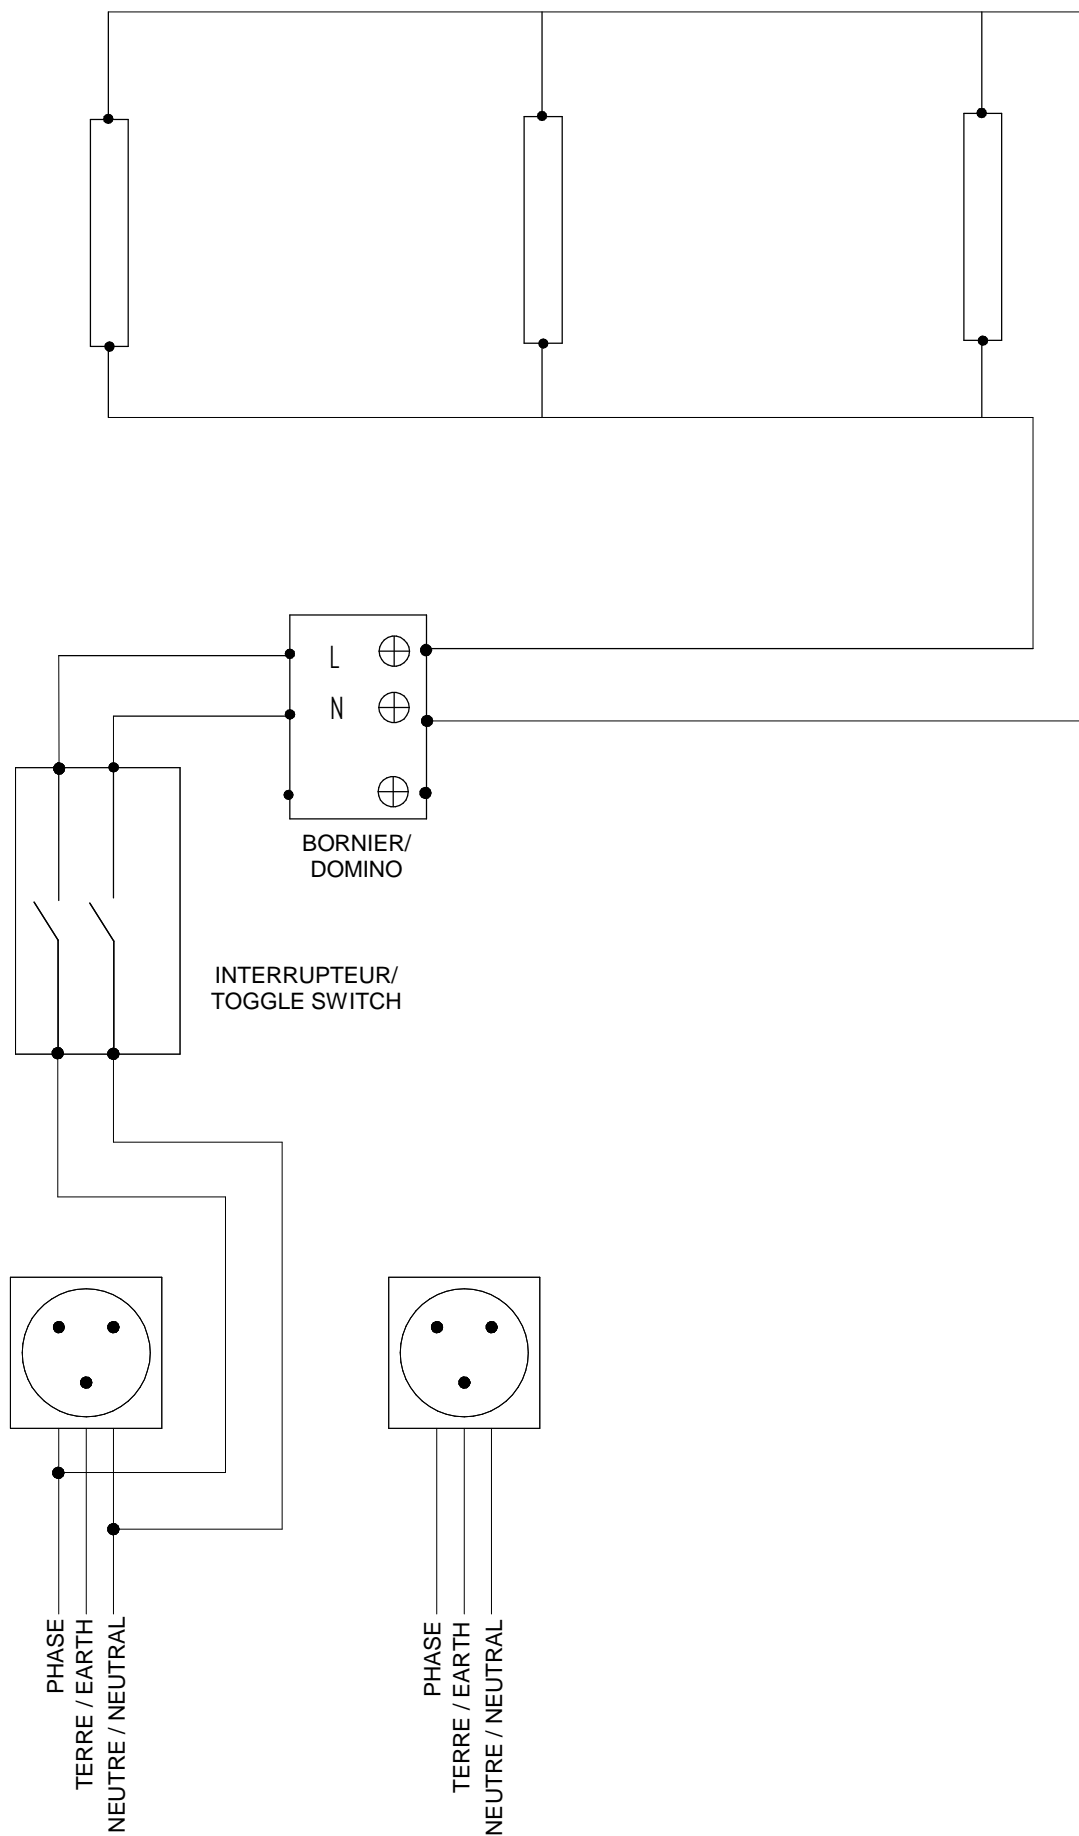 L
N
BORNIER/
DOMINO
INTERRUPTEUR/
TOGGLE SWITCH
PHASE
TERRE / EARTH
NEUTRE / NEUTRAL
PHASE
TERRE / EARTH
NEUTRE / NEUTRAL